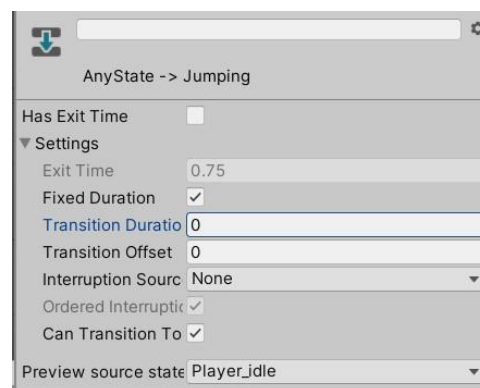 AnyState -> Jumping
Has Exit Time
Settings
Exit Time 0.75
Fixed Duration
Transition Duratio 0
Transition Offset 0
Interruption Sourc None
Ordered Interruptic
Can Transition To
Preview source state Player_idle